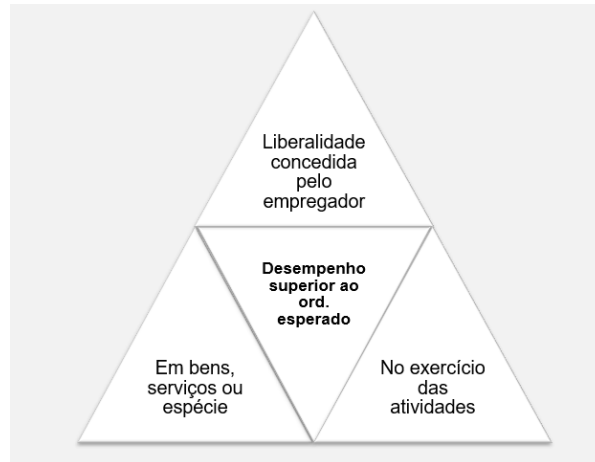 Liberalidade
concedida
pelo
empregador
Desempenho
superior ao
ord.
esperado
Em bens,
serviços ou
espécie
No exercício
das
atividades